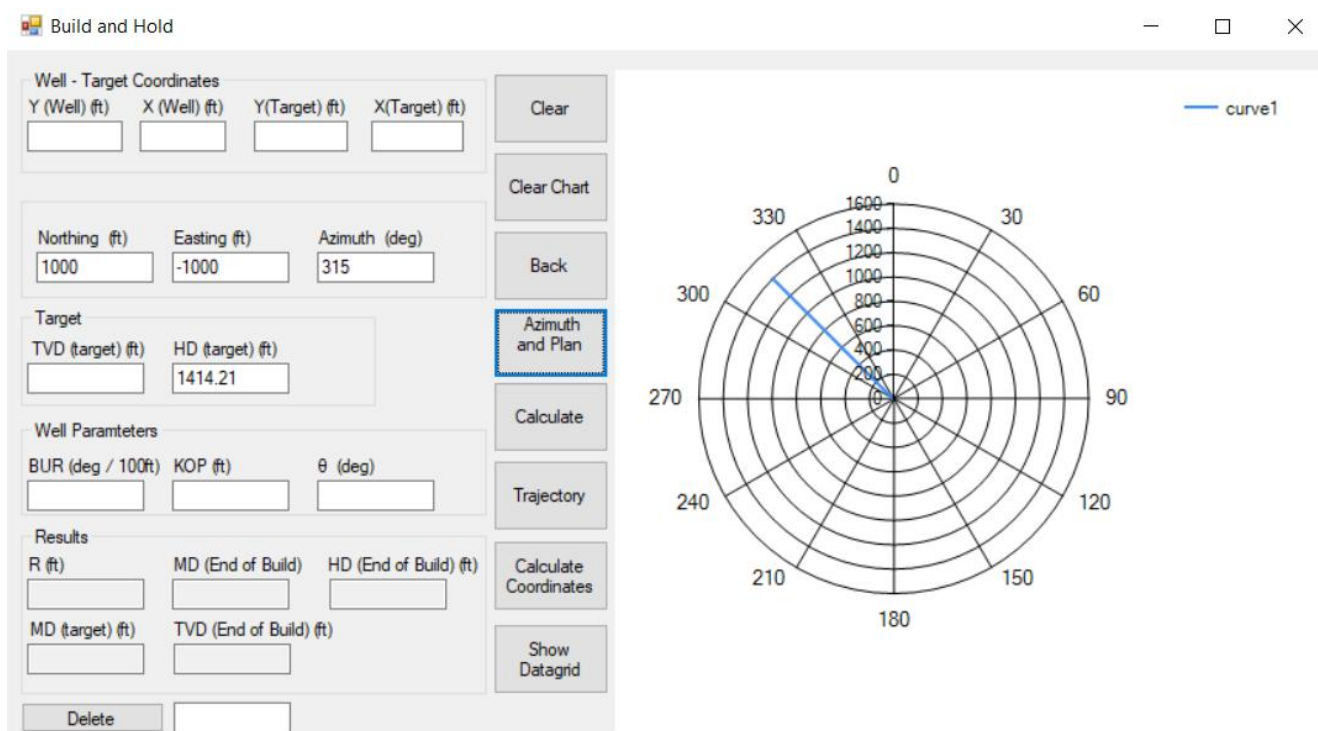 Build and Hold
Well - Target Coordinates
Y (Well) (ft) X (Well) (ft) Y(Target) (ft) X(Target) (ft)
Clear
Clear Chart
Northing (ft) Easting (ft) Azimuth (deg)
1000 -1000 315
Back
Target
TVD (target) (ft) HD (target) (ft)
1414.21
Azimuth
and Plan
Calculate
Well Paramteters
BUR (deg / 100ft) KOP (ft) θ (deg)
Trajectory
Results
R (ft) MD (End of Build) HD (End of Build) (ft)
Calculate
Coordinates
MD (target) (ft) TVD (End of Build) (ft)
Show
Datagrid
Delete
curve1
0
330 30
300 60
270 90
240 120
210 150
180
1600
1400
1200
1000
800
600
400
200
0